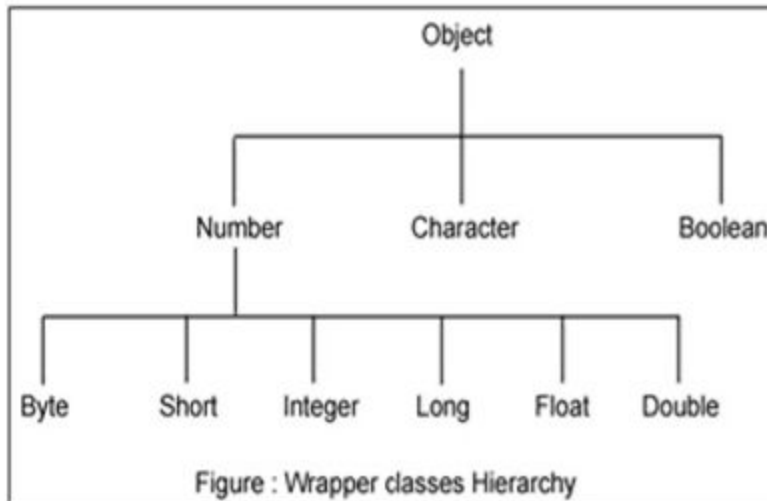 Object
Number Character Boolean
Byte Short Integer Long Float Double
Figure : Wrapper classes Hierarchy